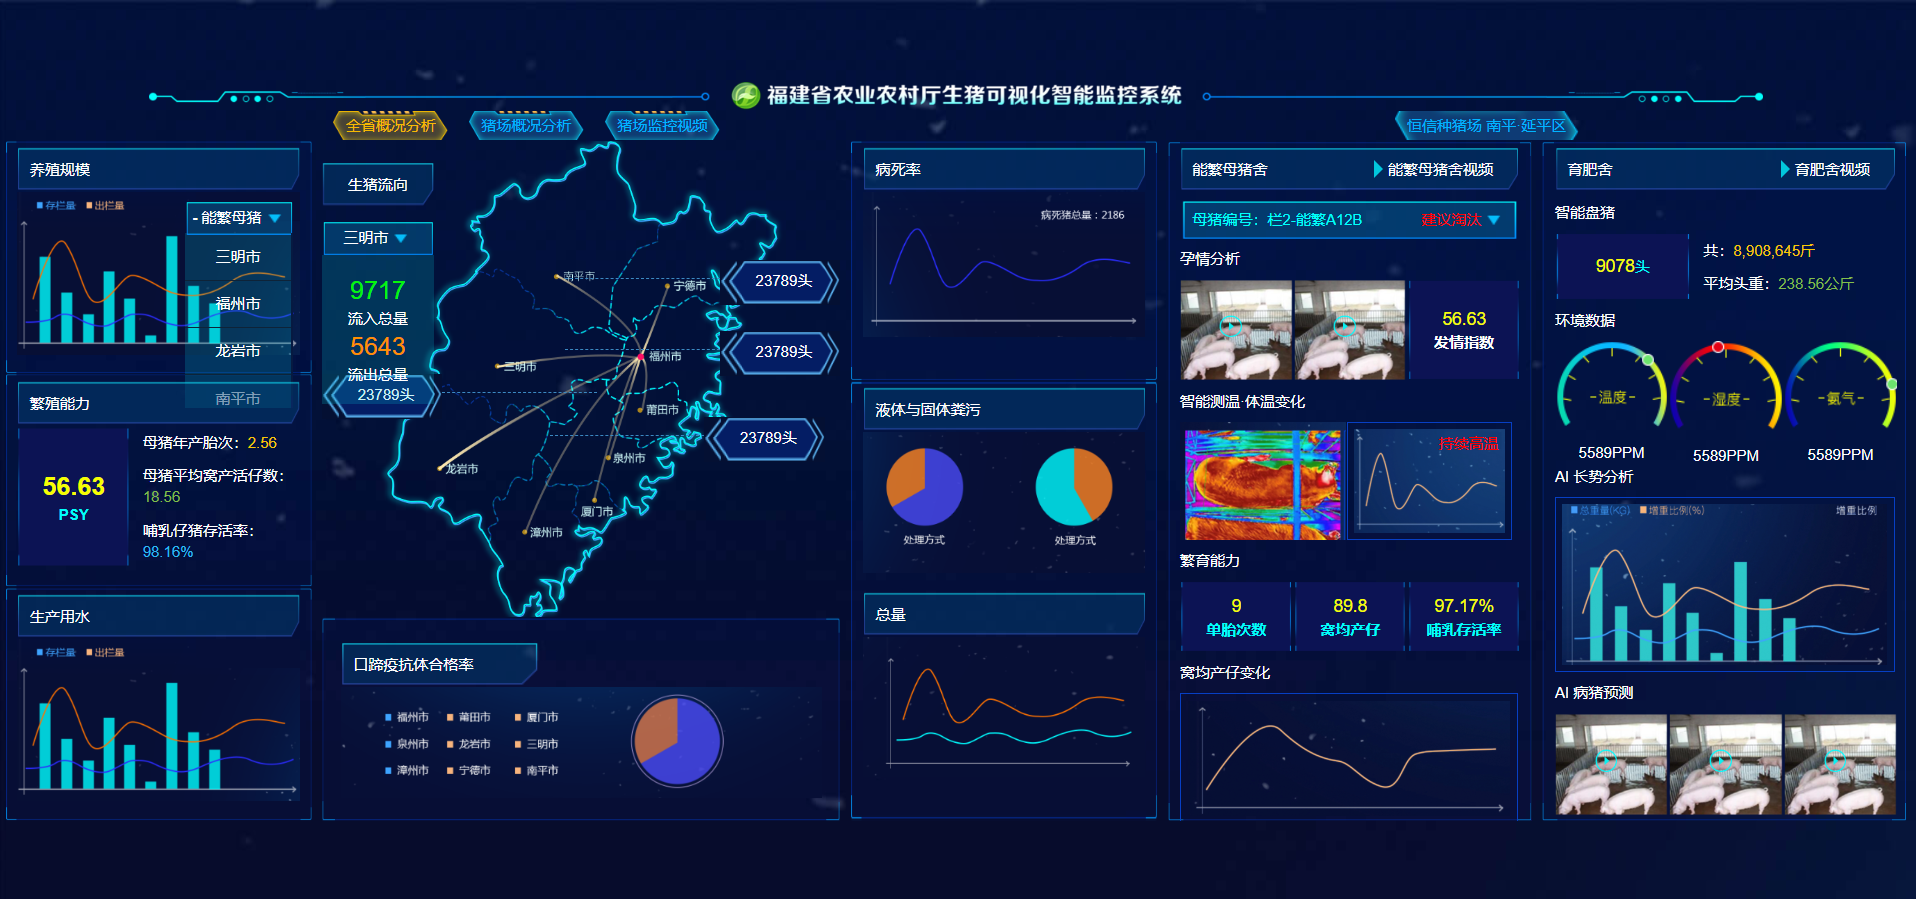 福建省农业农村厅生猪可视化智能监控系统
全省概况分析
猪场概况分析
猪场监控视频
恒信种猪场 南平·延平区
养殖规模
存栏量
出栏量
- 能繁母猪
三明市
福州市
龙岩市
南平市
繁殖能力
56.63
PSY
母猪年产胎次：2.56
母猪平均窝产活仔数：
18.56
哺乳仔猪存活率：
98.16%
生产用水
存栏量
出栏量
生猪流向
三明市
9717
流入总量
5643
流出总量
23789头
南平市
宁德市
福州市
三明市
莆田市
泉州市
龙岩市
厦门市
漳州市
23789头
23789头
23789头
口蹄疫抗体合格率
福州市
莆田市
厦门市
泉州市
龙岩市
三明市
漳州市
宁德市
南平市
病死率
病死猪总量：2186
液体与固体粪污
处理方式
处理方式
总量
能繁母猪舍
能繁母猪舍视频
母猪编号：栏2-能繁A12B
建议淘汰
孕情分析
56.63
发情指数
智能测温·体温变化
持续高温
繁育能力
9
单胎次数
89.8
窝均产仔
97.17%
哺乳存活率
窝均产仔变化
育肥舍
育肥舍视频
智能盘猪
9078头
共：8,908,645斤
平均头重：238.56公斤
环境数据
-温度-
-湿度-
-氨气-
5589PPM
5589PPM
5589PPM
AI 长势分析
总重量(KG)
增重比例(%)
增重比例
AI 病猪预测